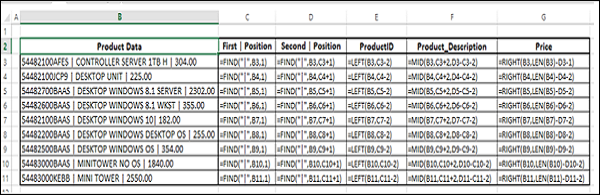 B C D E F G
1
2 Product Data First | Position Second | Position ProductID Product_Description Price
3 54482100AFES | CONTROLLER SERVER 1TB H | 304.00 =FIND("|",B3,1) =FIND("|",B3,C3+1) =LEFT(B3,C3-2) =MID(B3,C3+2,D3-C3-2) =RIGHT(B3,LEN(B3)-D3-1)
4 54482100JCP9 | DESKTOP UNIT | 225.00 =FIND("|",B4,1) =FIND("|",B4,C4+1) =LEFT(B4,C4-2) =MID(B4,C4+2,D4-C4-2) =RIGHT(B4,LEN(B4)-D4-2)
5 54482600BAAS | DESKTOP WINDOWS 8.1 SERVER | 2302.00 =FIND("|",B5,1) =FIND("|",B5,C5+1) =LEFT(B5,C5-2) =MID(B5,C5+2,D5-C5-2) =RIGHT(B5,LEN(B5)-D5-1)
6 54482700BAAS | DESKTOP WINDOWS 8.1 WKST | 355.00 =FIND("|",B6,1) =FIND("|",B6,C6+1) =LEFT(B6,C6-2) =MID(B6,C6+2,D6-C6-2) =RIGHT(B6,LEN(B6)-D6-1)
7 54482200BAAS | DESKTOP WINDOWS 10| 182.00 =FIND("|",B7,1) =FIND("|",B7,C7+1) =LEFT(B7,C7-2) =MID(B7,C7+2,D7-C7-2) =RIGHT(B7,LEN(B7)-D7-1)
8 54482200BAAS | DESKTOP WINDOWS DESKTOP OS | 255.00 =FIND("|",B8,1) =FIND("|",B8,C8+1) =LEFT(B8,C8-2) =MID(B8,C8+2,D8-C8-2) =RIGHT(B8,LEN(B8)-D8-1)
9 54482500BAAS | DESKTOP WINDOWS OS | 354.00 =FIND("|",B9,1) =FIND("|",B9,C9+1) =LEFT(B9,C9-2) =MID(B9,C9+2,D9-C9-2) =RIGHT(B9,LEN(B9)-D9-1)
10 54483000BAAS | MINITOWER NO OS | 1840.00 =FIND("|",B10,1) =FIND("|",B10,C10+1) =LEFT(B10,C10-2) =MID(B10,C10+2,D10-C10-2) =RIGHT(B10,LEN(B10)-D10-1)
11 54483000KEBB | MINI TOWER | 2550.00 =FIND("|",B11,1) =FIND("|",B11,C11+1) =LEFT(B11,C11-2) =MID(B11,C11+2,D11-C11-2) =RIGHT(B11,LEN(B11)-D11-1)